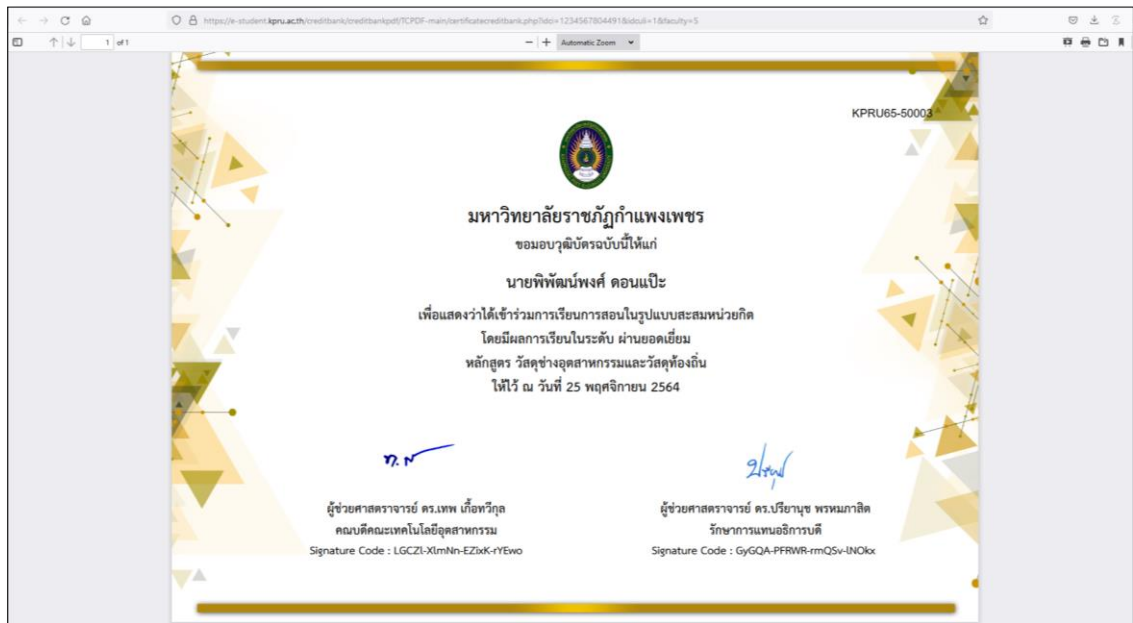 https://e-student.kpru.ac.th/creditbank/creditbankpdf/TCPDF-main/certificatecreditbank.php?idci=1234567804491&idculi=1&faculty=5
1 of 1
Automatic Zoom
KPRU65-50003
มหาวิทยาลัยราชภัฏกำแพงเพชร
ขอมอบวุฒิบัตรฉบับนี้ให้แก่
นายพิพัฒน์พงศ์ ดอนแป๊ะ
เพื่อแสดงว่าได้เข้าร่วมการเรียนการสอนในรูปแบบสะสมหน่วยกิต
โดยมีผลการเรียนในระดับ ผ่านยอดเยี่ยม
หลักสูตร วัสดุช่างอุตสาหกรรมและวัสดุท้องถิ่น
ให้ไว้ ณ วันที่ 25 พฤศจิกายน 2564
ผู้ช่วยศาสตราจารย์ ดร.เทพ เกื้อทวีกุล
คณบดีคณะเทคโนโลยีอุตสาหกรรม
Signature Code : LGCZl-XlmNn-EZixK-rYEwo
ผู้ช่วยศาสตราจารย์ ดร.ปรียานุช พรหมภาสิต
รักษาการแทนอธิการบดี
Signature Code : GyGQA-PFRWR-rmQSv-lNOkx